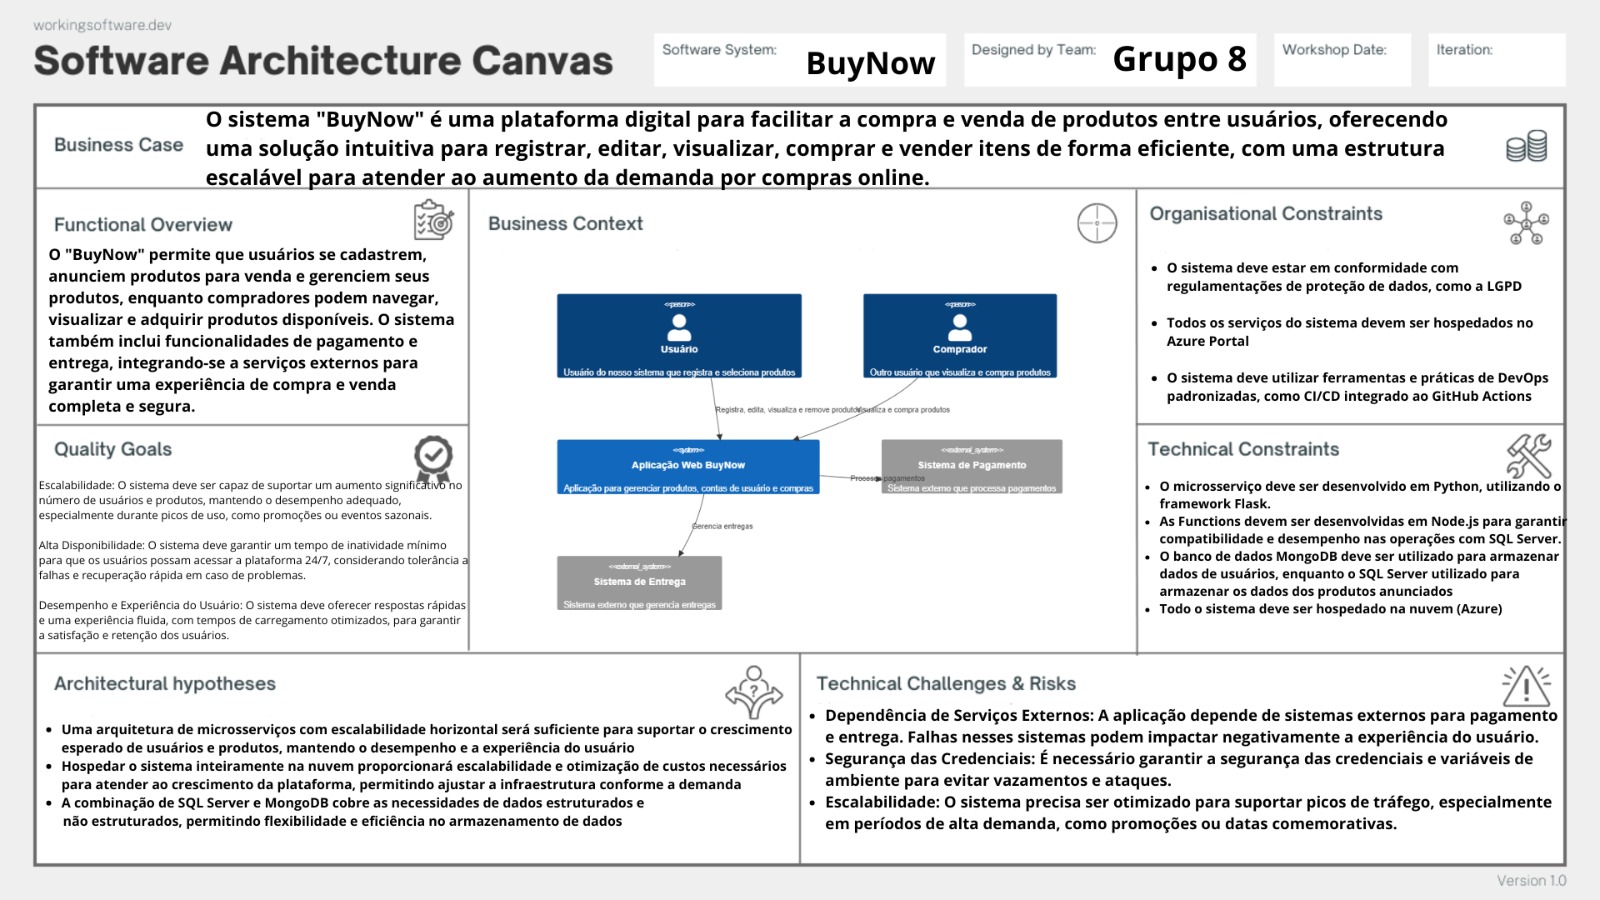 workingsoftware.dev
Software Architecture Canvas
Software System:
BuyNow
Designed by Team:
Grupo 8
Workshop Date:
Iteration:
Business Case
O sistema "BuyNow" é uma plataforma digital para facilitar a compra e venda de produtos entre usuários, oferecendo
uma solução intuitiva para registrar, editar, visualizar, comprar e vender itens de forma eficiente, com uma estrutura
escalável para atender ao aumento da demanda por compras online.
Functional Overview
O "BuyNow" permite que usuários se cadastrem,
anunciem produtos para venda e gerenciem seus
produtos, enquanto compradores podem navegar,
visualizar e adquirir produtos disponíveis. O sistema
também inclui funcionalidades de pagamento e
entrega, integrando-se a serviços externos para
garantir uma experiência de compra e venda
completa e segura.
Quality Goals
Escalabilidade: O sistema deve ser capaz de suportar um aumento significativo no
número de usuários e produtos, mantendo o desempenho adequado,
especialmente durante picos de uso, como promoções ou eventos sazonais.
Alta Disponibilidade: O sistema deve garantir um tempo de inatividade mínimo
para que os usuários possam acessar a plataforma 24/7, considerando tolerância a
falhas e recuperação rápida em caso de problemas.
Desempenho e Experiência do Usuário: O sistema deve oferecer respostas rápidas
e uma experiência fluida, com tempos de carregamento otimizados, para garantir
a satisfação e retenção dos usuários.
Business Context
<<person>>
Usuário
Usuário do nosso sistema que registra e seleciona produtos
<<person>>
Comprador
Outro usuário que visualiza e compra produtos
Registra, edita, visualiza e remove produtos
Visualiza e compra produtos
<<system>>
Aplicação Web BuyNow
Aplicação para gerenciar produtos, contas de usuário e compras
Processa pagamentos
<<external_system>>
Sistema de Pagamento
Sistema externo que processa pagamentos
Gerencia entregas
<<external_system>>
Sistema de Entrega
Sistema externo que gerencia entregas
Organisational Constraints
• O sistema deve estar em conformidade com
regulamentações de proteção de dados, como a LGPD
• Todos os serviços do sistema devem ser hospedados no
Azure Portal
• O sistema deve utilizar ferramentas e práticas de DevOps
padronizadas, como CI/CD integrado ao GitHub Actions
Technical Constraints
• O microsserviço deve ser desenvolvido em Python, utilizando o
framework Flask.
• As Functions devem ser desenvolvidas em Node.js para garantir
compatibilidade e desempenho nas operações com SQL Server.
• O banco de dados MongoDB deve ser utilizado para armazenar
dados de usuários, enquanto o SQL Server utilizado para
armazenar os dados dos produtos anunciados
• Todo o sistema deve ser hospedado na nuvem (Azure)
Architectural hypotheses
• Uma arquitetura de microsserviços com escalabilidade horizontal será suficiente para suportar o crescimento
esperado de usuários e produtos, mantendo o desempenho e a experiência do usuário
• Hospedar o sistema inteiramente na nuvem proporcionará escalabilidade e otimização de custos necessários
para atender ao crescimento da plataforma, permitindo ajustar a infraestrutura conforme a demanda
• A combinação de SQL Server e MongoDB cobre as necessidades de dados estruturados e
não estruturados, permitindo flexibilidade e eficiência no armazenamento de dados
Technical Challenges & Risks
• Dependência de Serviços Externos: A aplicação depende de sistemas externos para pagamento
e entrega. Falhas nesses sistemas podem impactar negativamente a experiência do usuário.
• Segurança das Credenciais: É necessário garantir a segurança das credenciais e variáveis de
ambiente para evitar vazamentos e ataques.
• Escalabilidade: O sistema precisa ser otimizado para suportar picos de tráfego, especialmente
em períodos de alta demanda, como promoções ou datas comemorativas.
Version 1.0